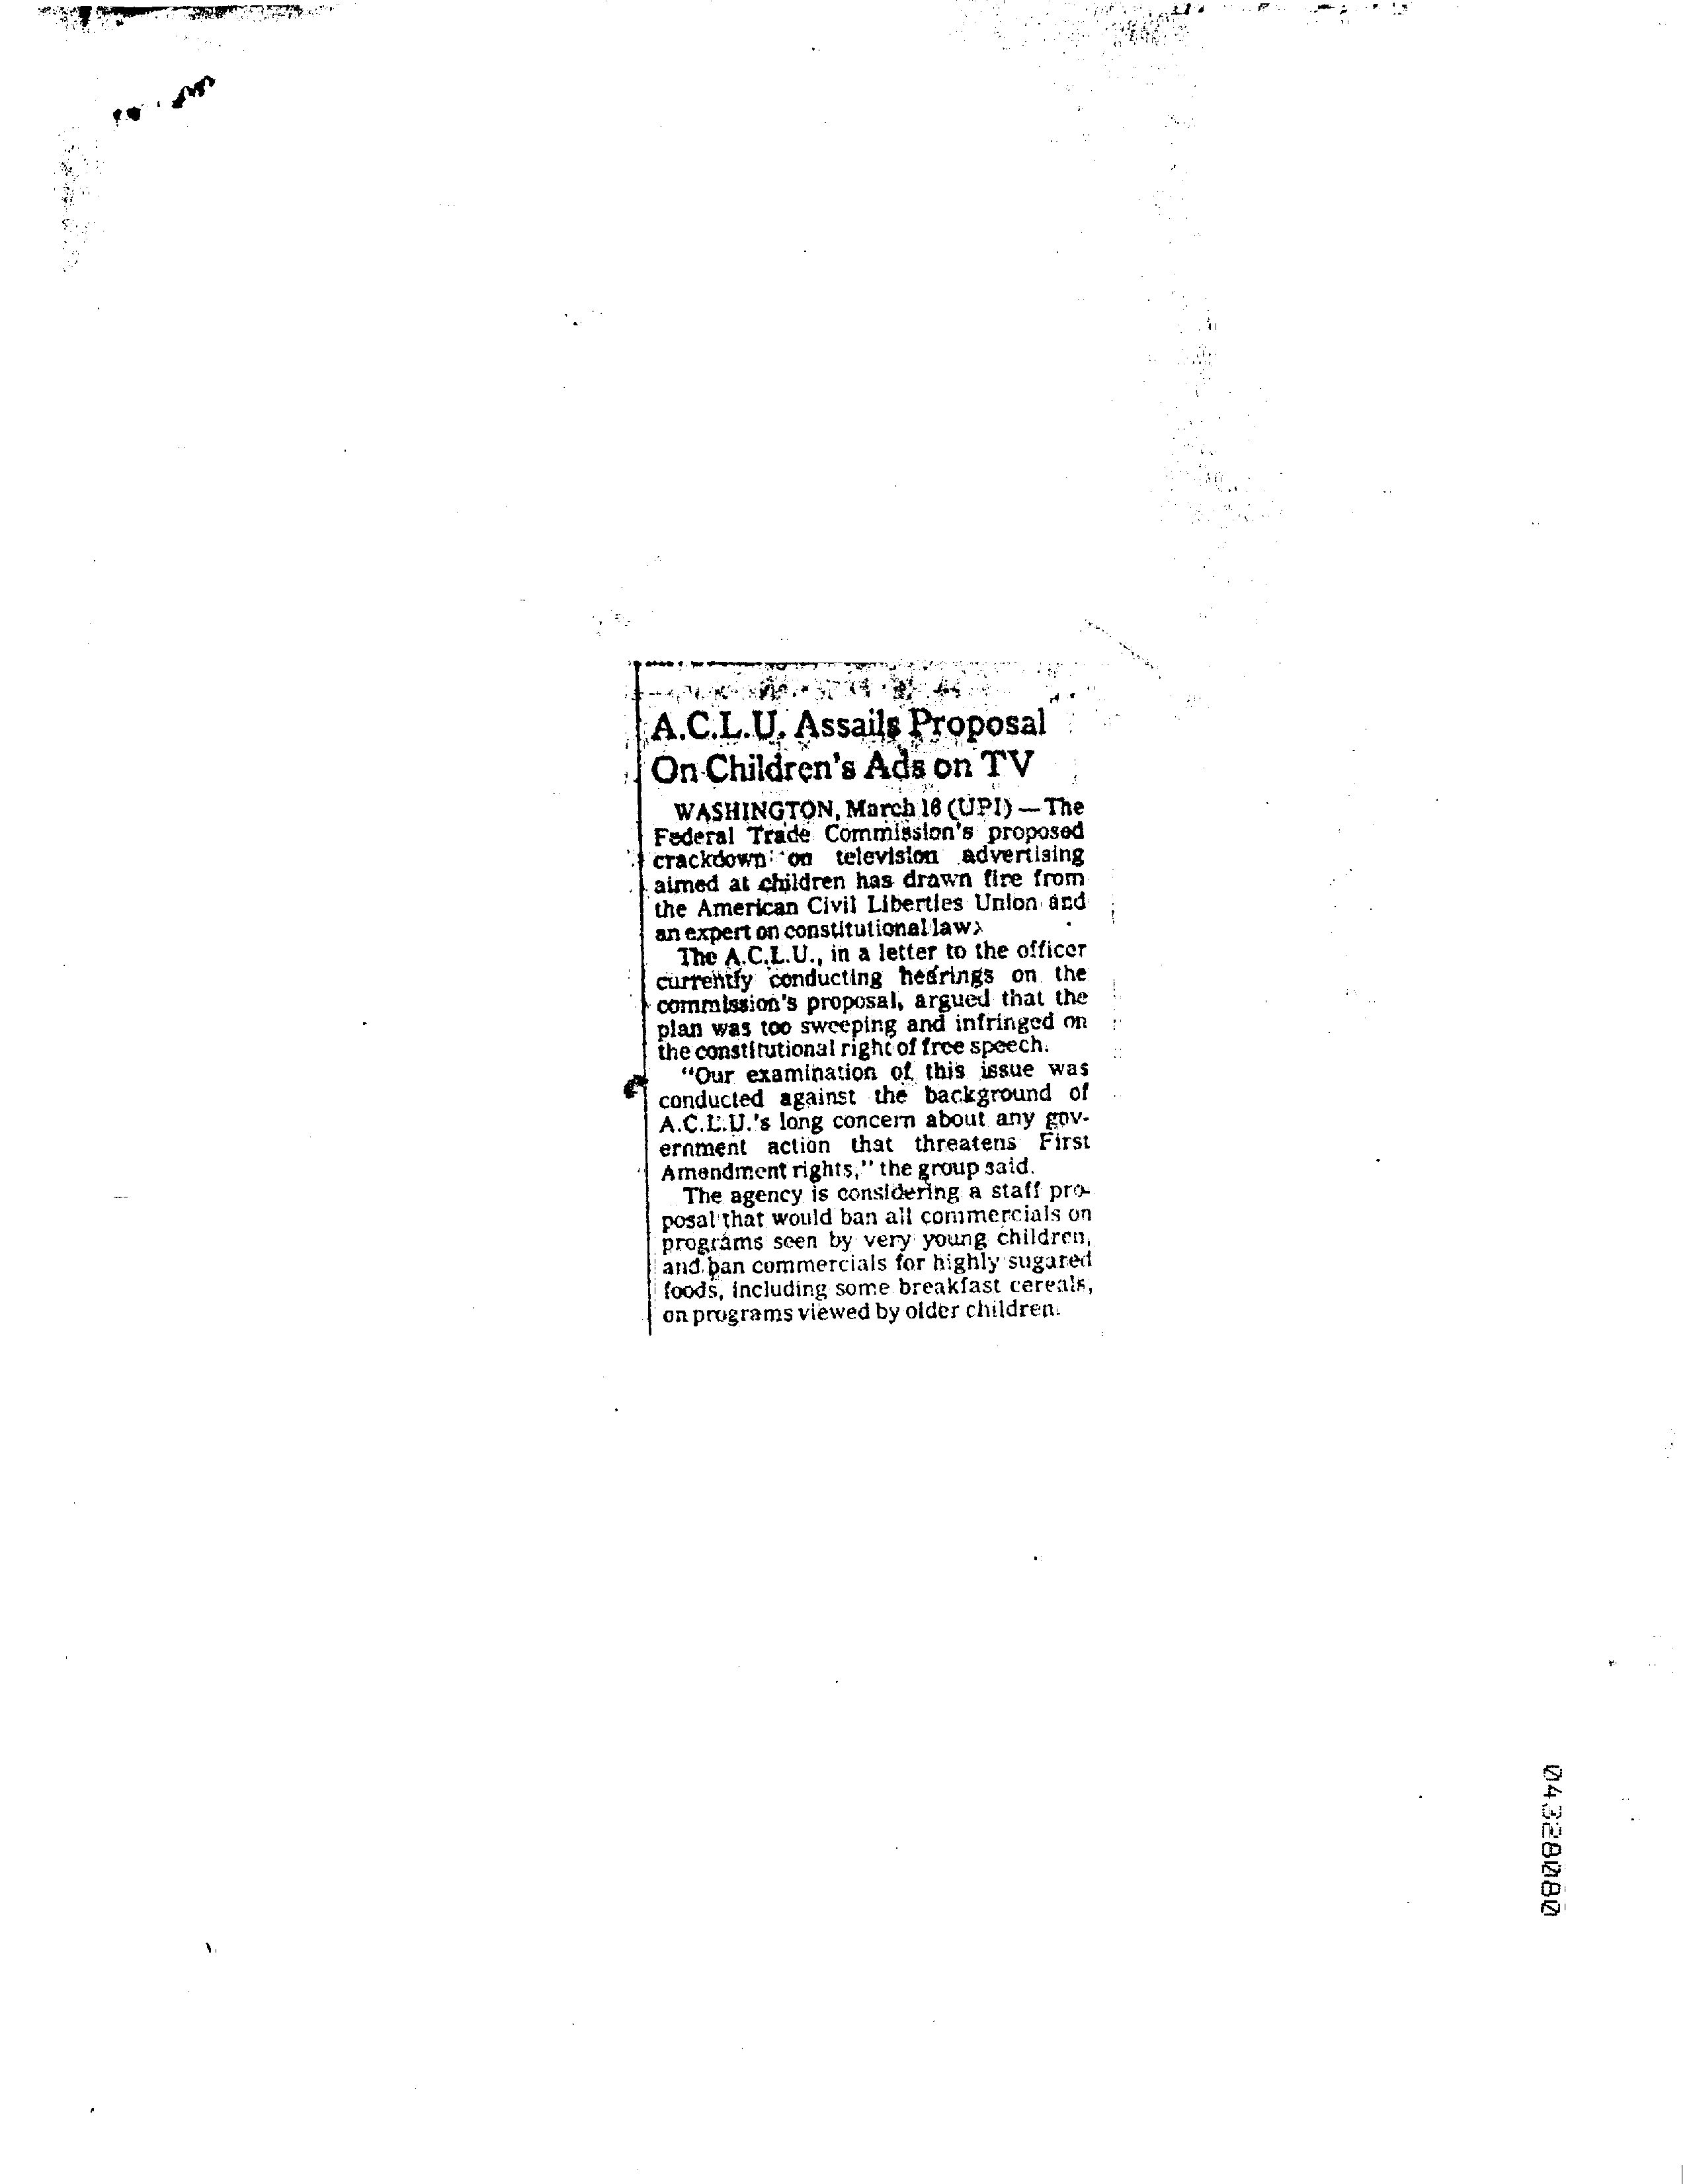 A.C.L.U. Assails Proposal
On Children's Ads on TV
WASHINGTON, March 16 (UPI) — The
Federal Trade Commission's proposed
crackdown on television advertising
aimed at children has drawn fire from
the American Civil Liberties Union and
an expert on constitutional law.
The A.C.L.U., in a letter to the officer
currently conducting hearings on the
commission's proposal, argued that the
plan was too sweeping and infringed on
the constitutional right of free speech.
"Our examination of this issue was
conducted against the background of
A.C.L.U.'s long concern about any gov-
ernment action that threatens First
Amendment rights," the group said.
The agency is considering a staff pro-
posal that would ban all commercials on
programs seen by very young children,
and ban commercials for highly sugared
foods, including some breakfast cereals,
on programs viewed by older children.
04328080